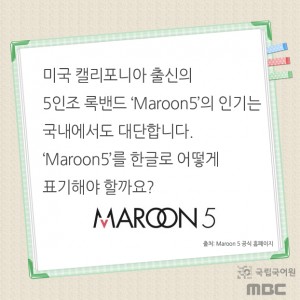 미국 캘리포니아 출신의
5인조 록밴드 ‘Maroon5’의 인기는
국내에서도 대단합니다.
‘Maroon5’를 한글로 어떻게
표기해야 할까요?
MAROON 5
출처: Maroon 5 공식 홈페이지
국립국어원
MBC